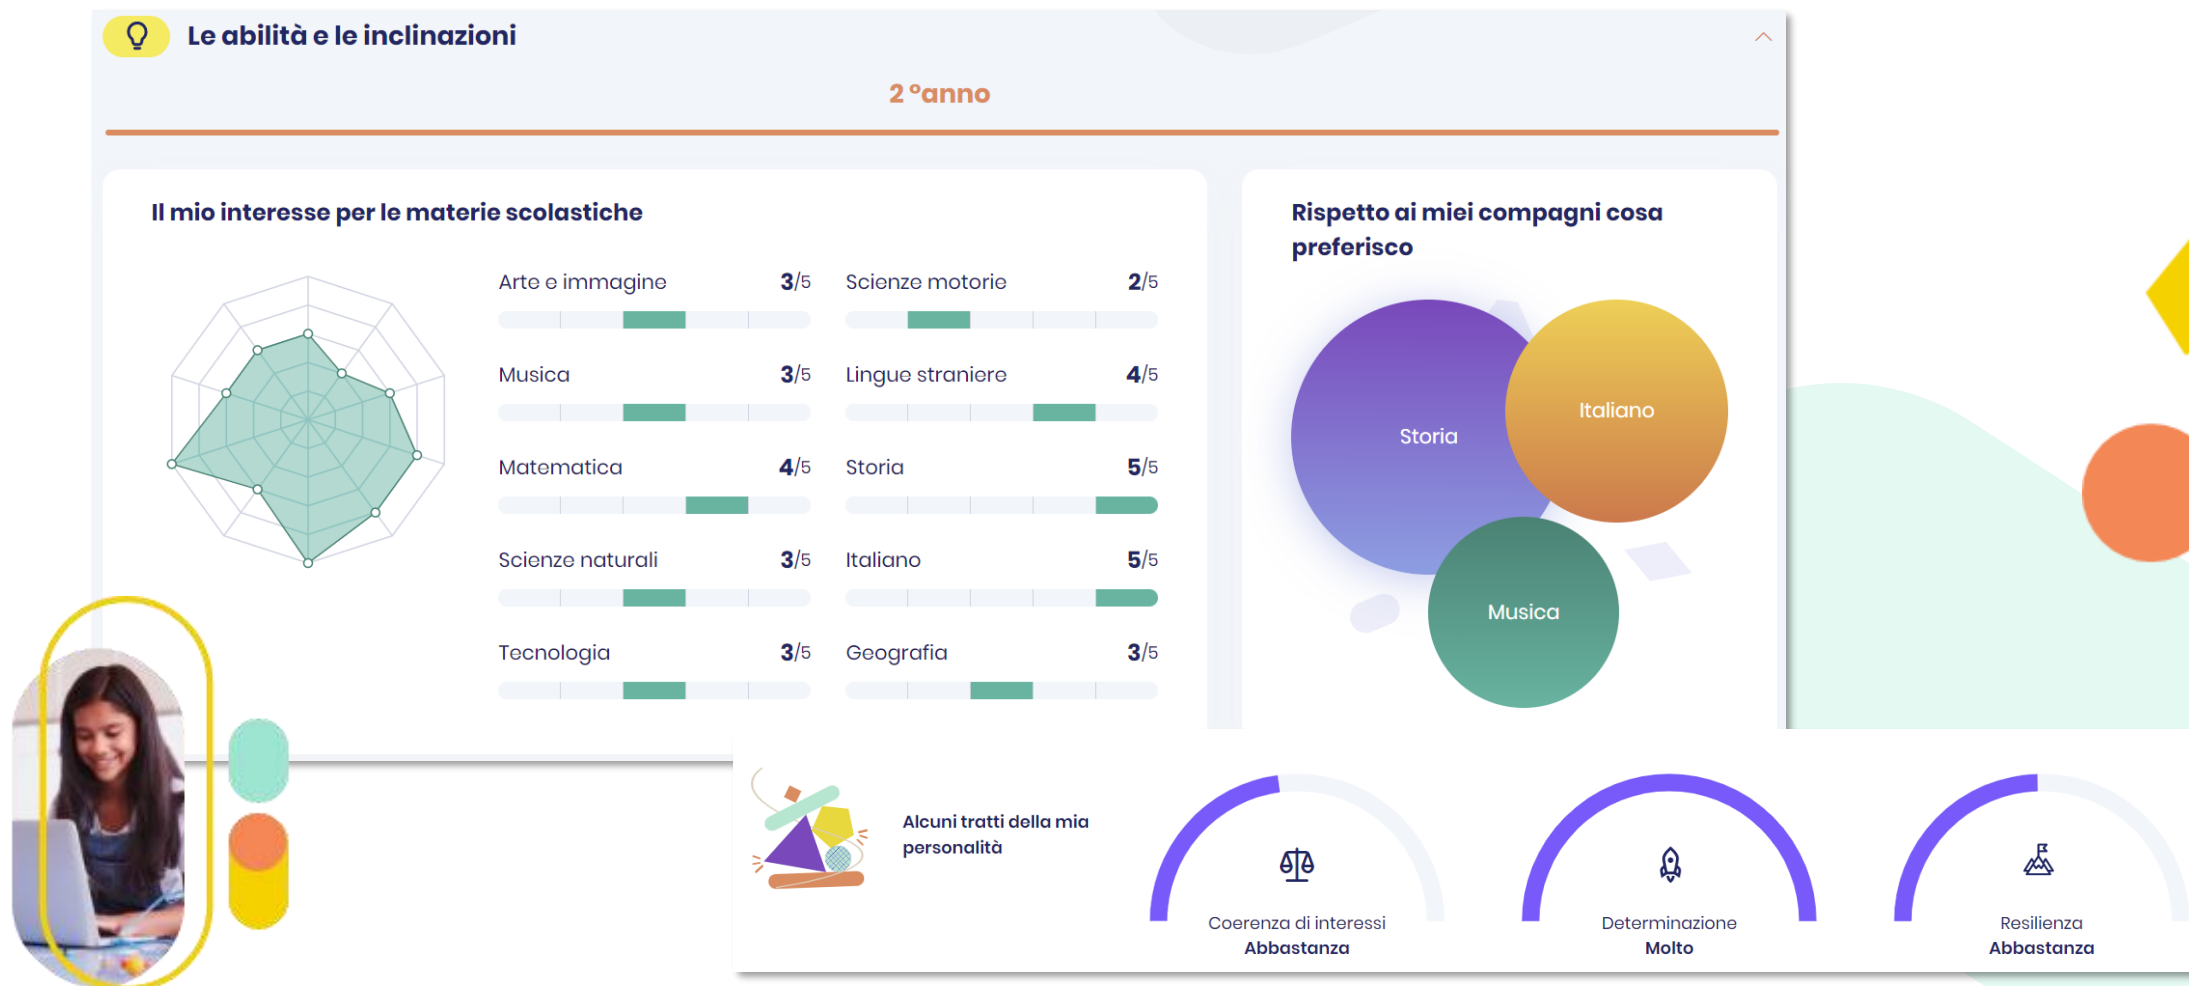 Le abilità e le inclinazioni
2 °anno
Il mio interesse per le materie scolastiche
Arte e immagine 3/5
Scienze motorie 2/5
Musica 3/5
Lingue straniere 4/5
Matematica 4/5
Storia 5/5
Scienze naturali 3/5
Italiano 5/5
Tecnologia 3/5
Geografia 3/5
Rispetto ai miei compagni cosa
preferisco
Storia
Italiano
Musica
Alcuni tratti della mia
personalità
Coerenza di interessi
Abbastanza
Determinazione
Molto
Resilienza
Abbastanza